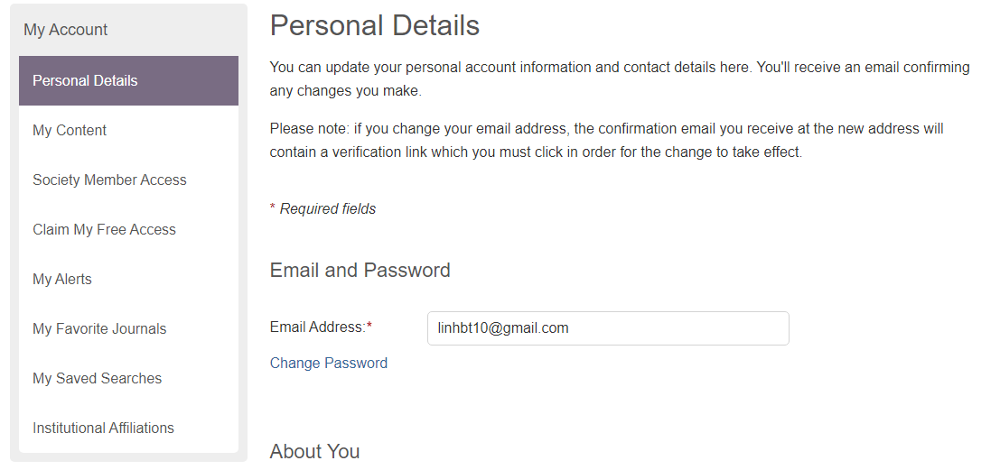 My Account
Personal Details
My Content
Society Member Access
Claim My Free Access
My Alerts
My Favorite Journals
My Saved Searches
Institutional Affiliations
Personal Details
You can update your personal account information and contact details here. You'll receive an email confirming
any changes you make.
Please note: if you change your email address, the confirmation email you receive at the new address will
contain a verification link which you must click in order for the change to take effect.
* Required fields
Email and Password
Email Address:* linhbt10@gmail.com
Change Password
About You